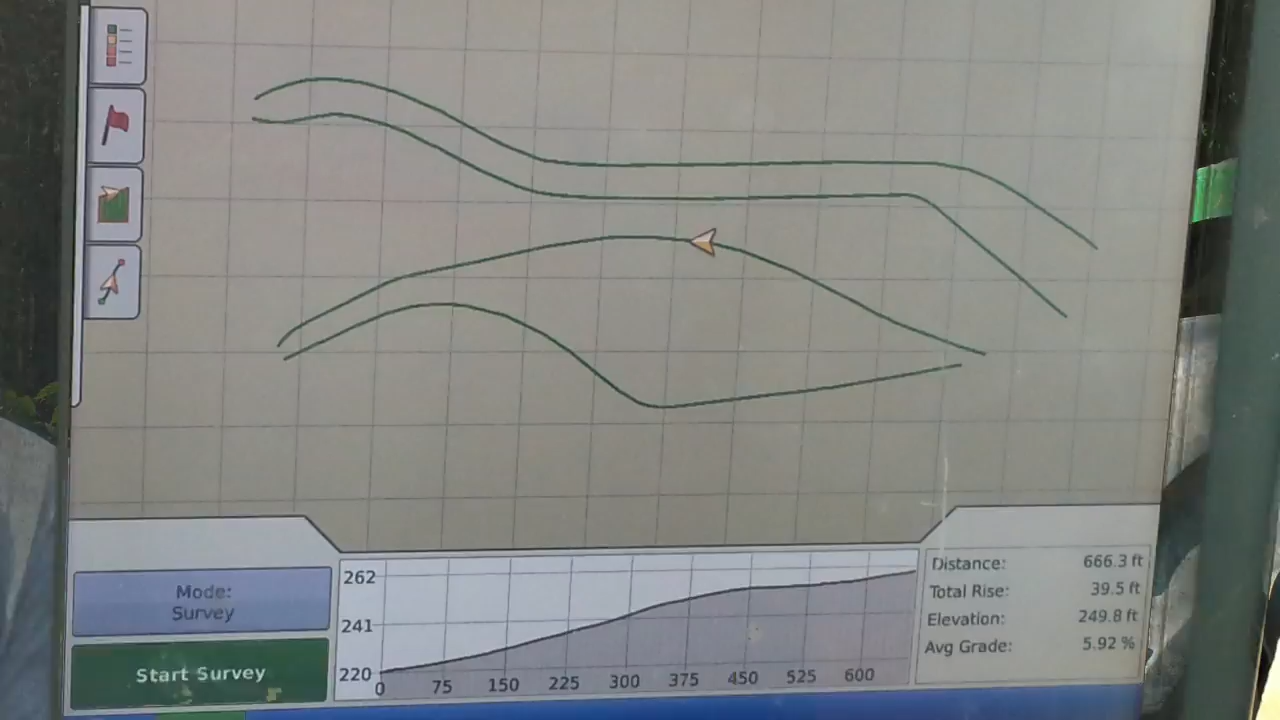 Mode:
Survey
Start Survey
262
241
220
0 75 150 225 300 375 450 525 600
Distance: 666.3 ft
Total Rise: 39.5 ft
Elevation: 249.8 ft
Avg Grade: 5.92 %